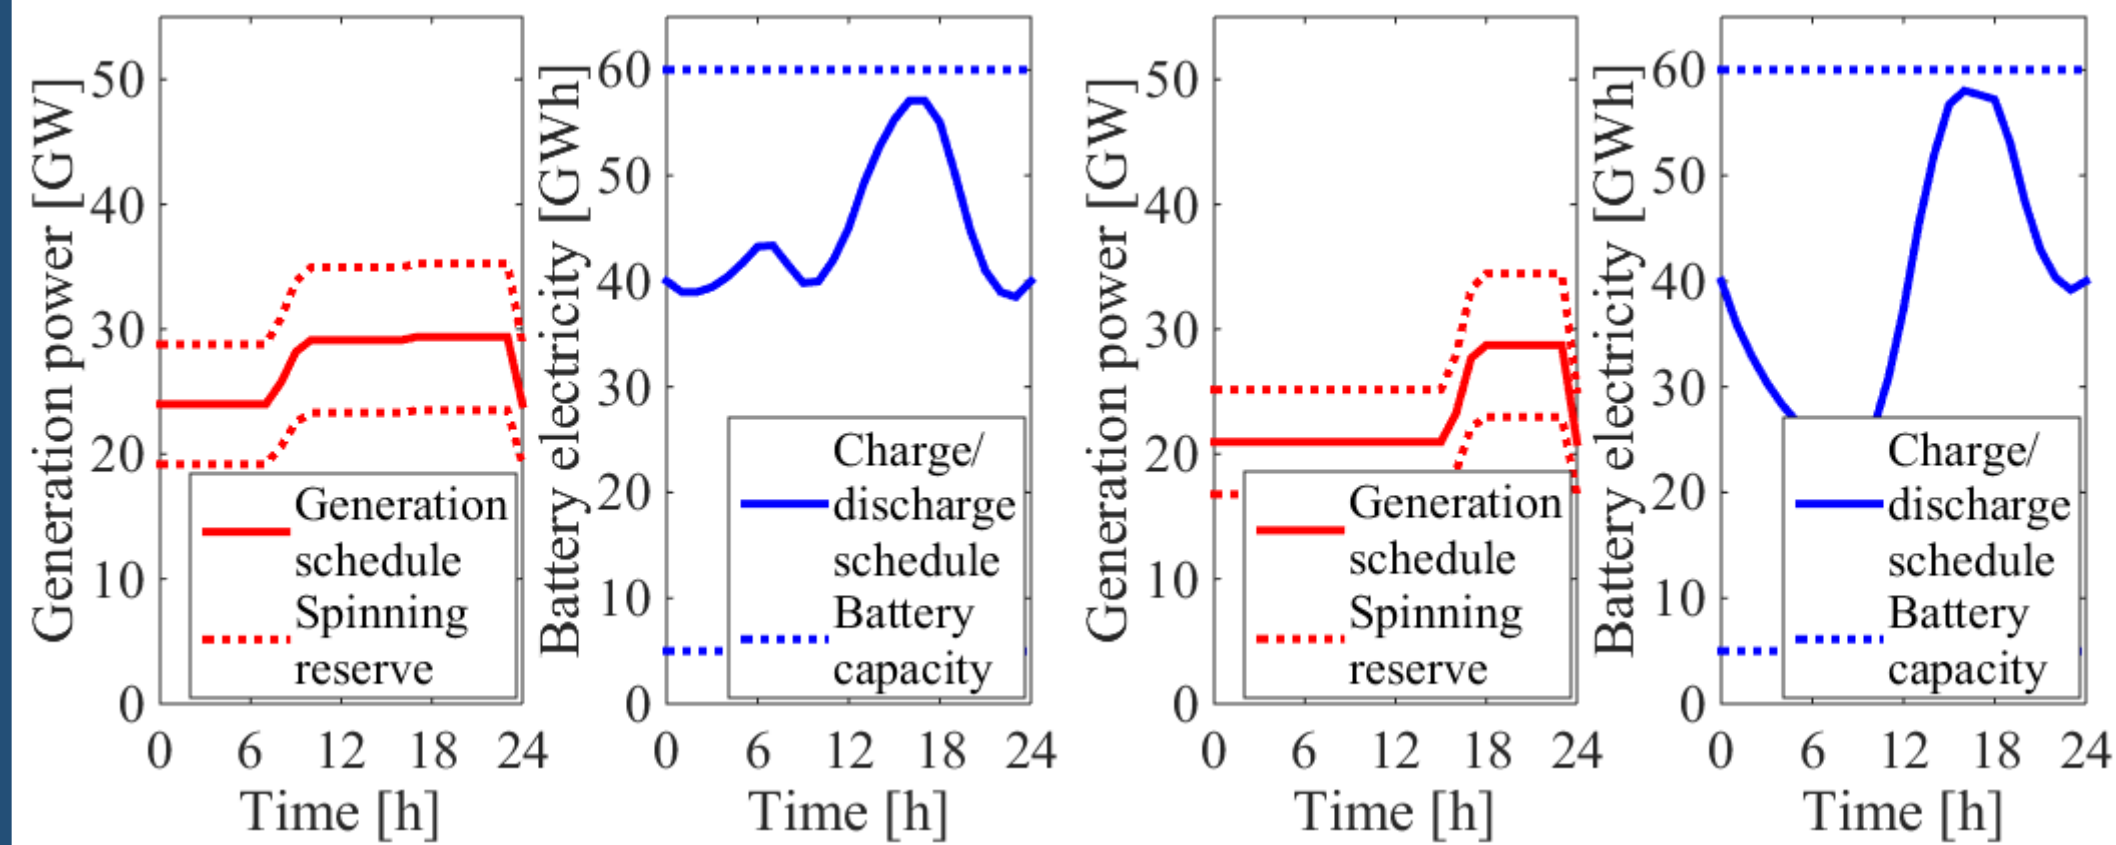 Generation power [GW]
50
40
30
20
10
0
0 6 12 18 24
Time [h]
Generation
schedule
Spinning
reserve
Battery electricity [GWh]
60
50
40
30
20
10
0
0 6 12 18 24
Time [h]
Charge/
discharge
schedule
Battery
capacity
Generation power [GW]
50
40
30
20
10
0
0 6 12 18 24
Time [h]
Generation
schedule
Spinning
reserve
Battery electricity [GWh]
60
50
40
30
20
10
0
0 6 12 18 24
Time [h]
Charge/
discharge
schedule
Battery
capacity